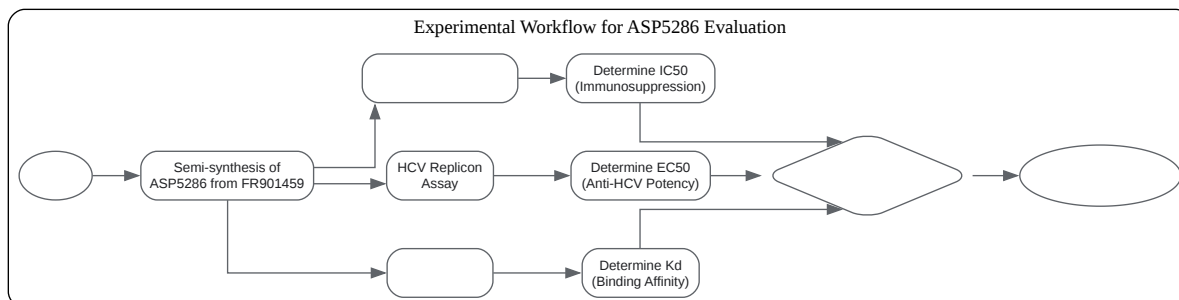 Experimental Workflow for ASP5286 Evaluation
Determine IC50
(Immunosuppression)
Semi-synthesis of
ASP5286 from FR901459
HCV Replicon
Assay
Determine EC50
(Anti-HCV Potency)
Determine Kd
(Binding Affinity)